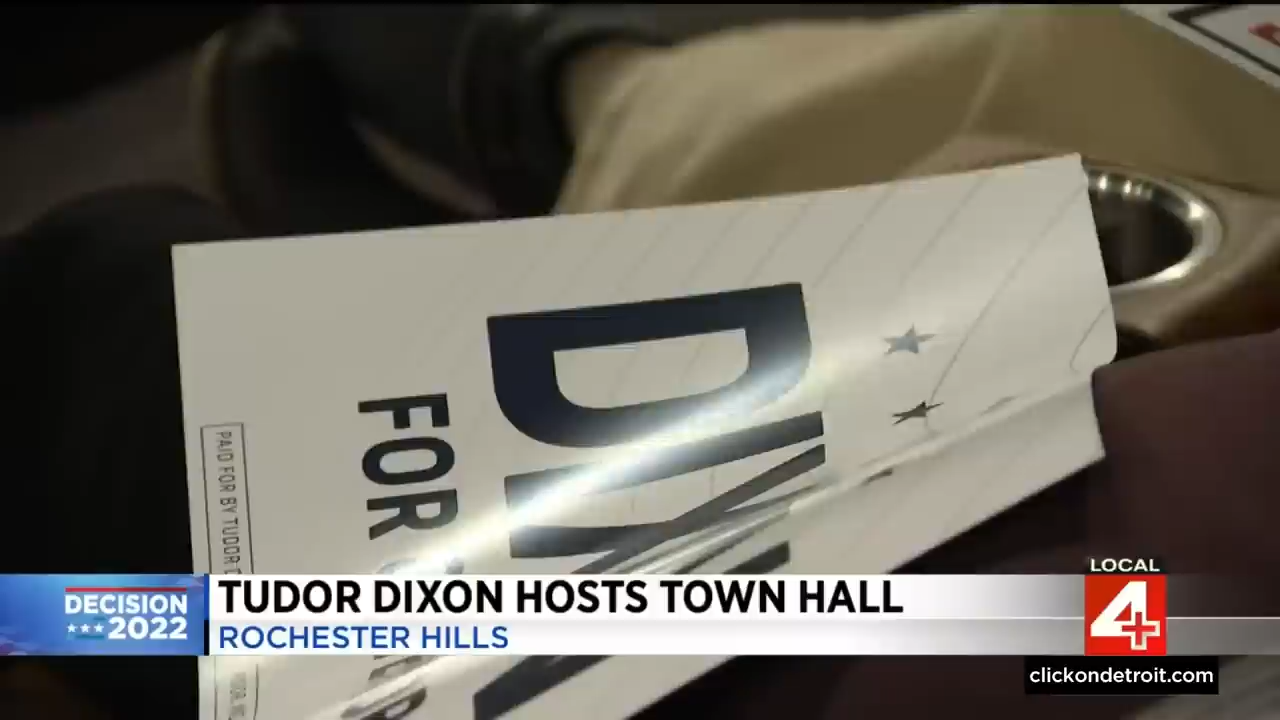 DIX
FOR
PAID FOR BY TUDOR
DECISION
2022
TUDOR DIXON HOSTS TOWN HALL
ROCHESTER HILLS
LOCAL
4
clickondetroit.com